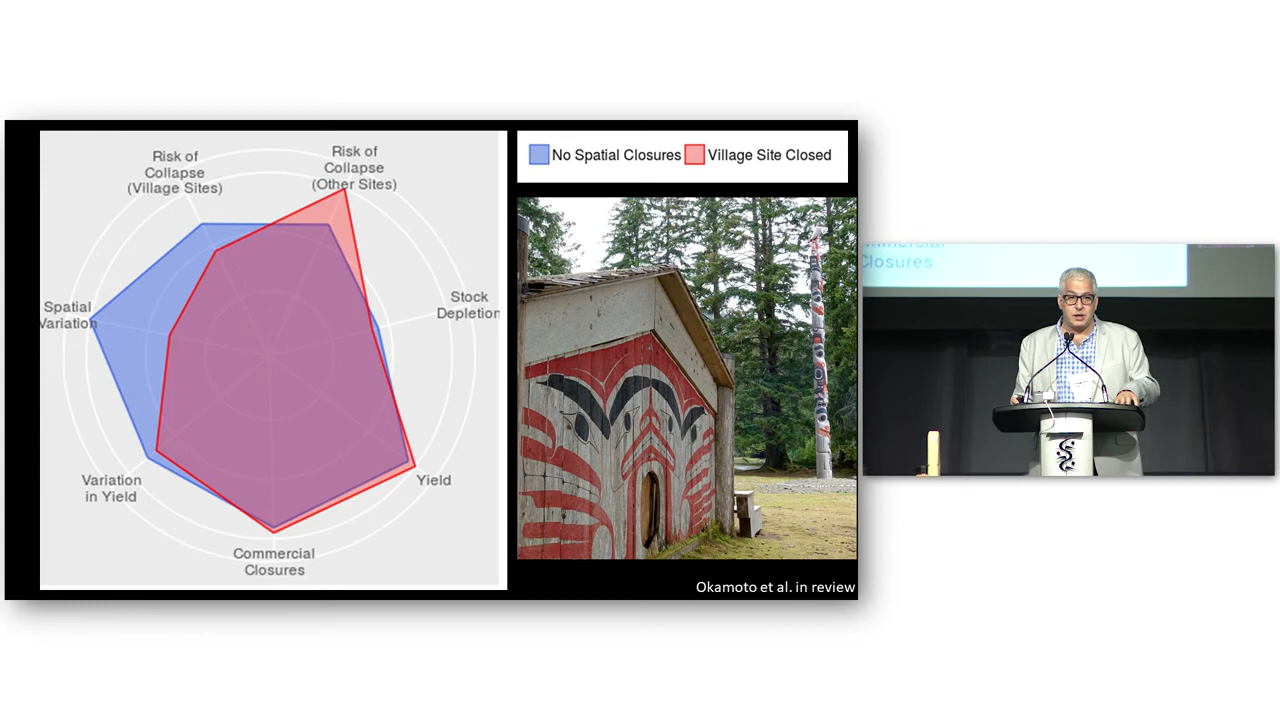 Risk of
Collapse
(Village Sites)
Risk of
Collapse
(Other Sites)
Stock
Depletion
Yield
Commercial
Closures
Variation
in Yield
Spatial
Variation
No Spatial Closures
Village Site Closed
Okamoto et al. in review
Closures